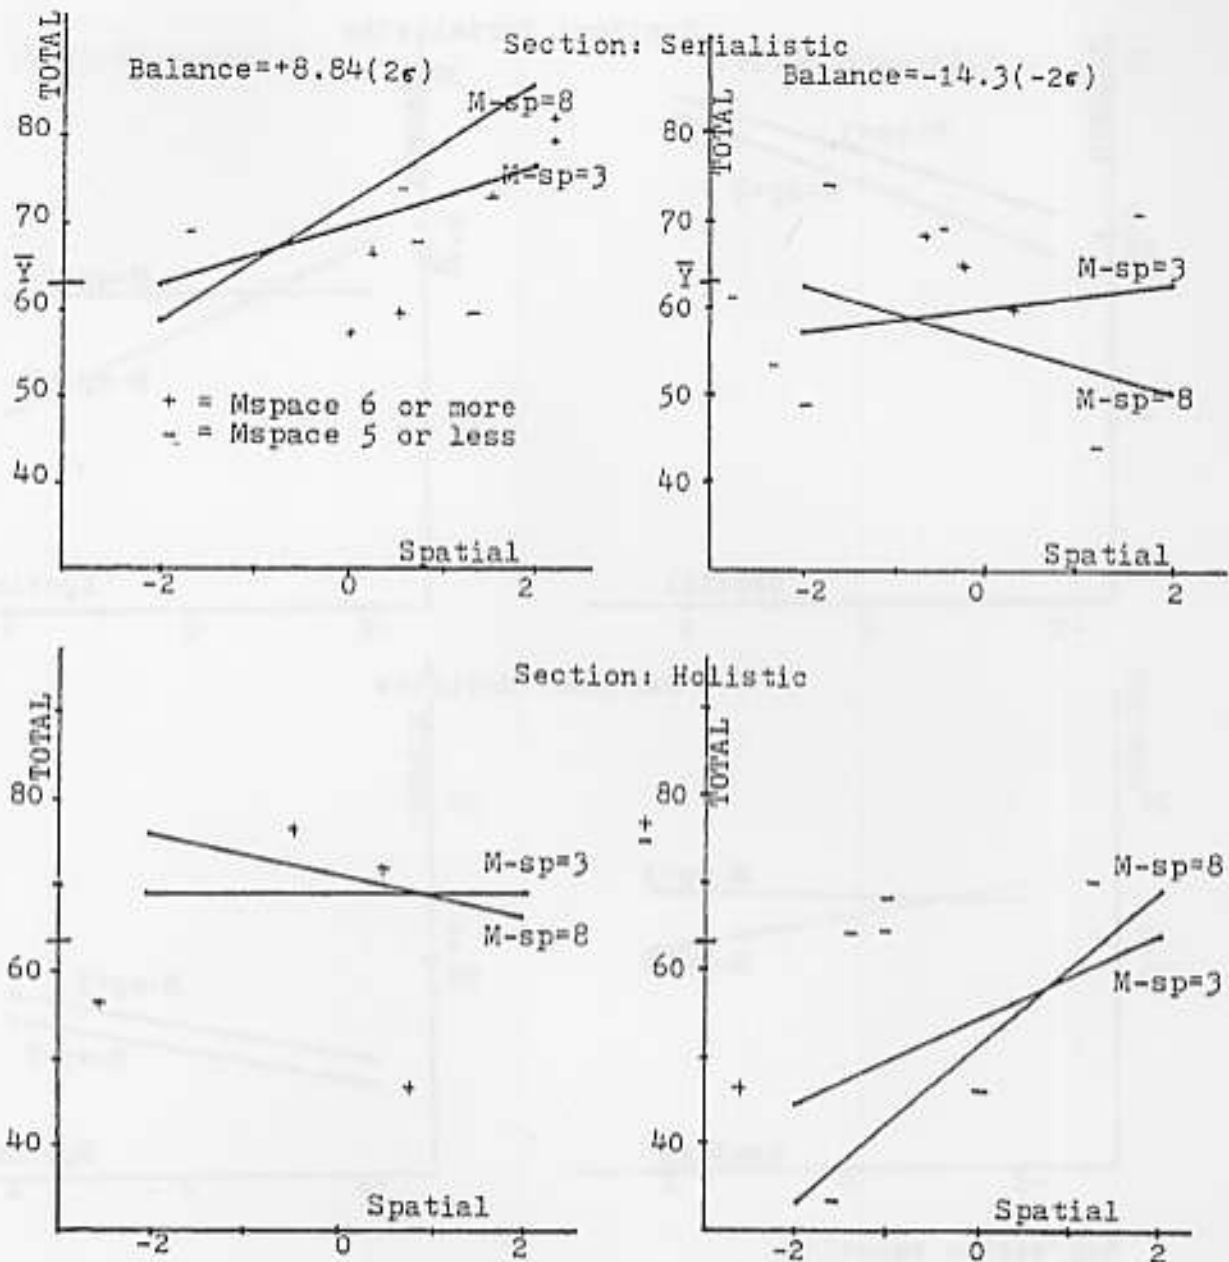 Section: Serialistic
Balance=+8.84(2σ)
Balance=-14.3(-2σ)
TOTAL
80
70
Y̅
60
50
40
M-sp=8
M-sp=3
+ = Mspace 6 or more
- = Mspace 5 or less
Spatial
-2 0 2
TOTAL
80
70
Y̅
60
50
40
M-sp=3
M-sp=8
Spatial
-2 0 2
Section: Holistic
TOTAL
80
60
40
M-sp=3
M-sp=8
Spatial
-2 0 2
TOTAL
80
60
40
M-sp=8
M-sp=3
Spatial
-2 0 2